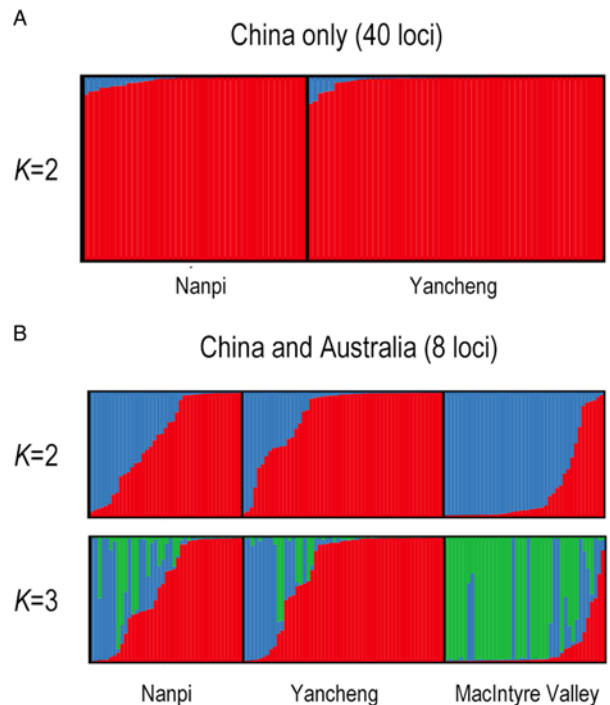 A
China only (40 loci)
K=2
Nanpi Yancheng
B
China and Australia (8 loci)
K=2
K=3
Nanpi Yancheng MacIntyre Valley